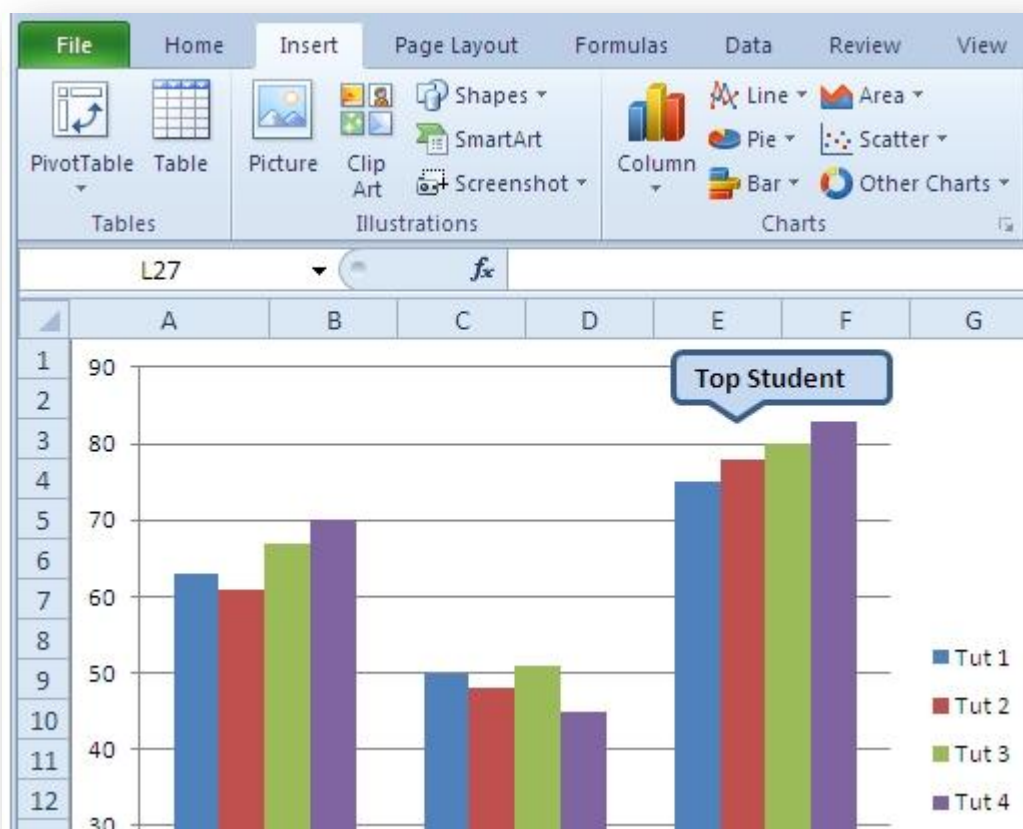 File Home Insert Page Layout Formulas Data Review View
PivotTable Table Picture Clip Art Shapes SmartArt Screenshot Column Line Pie Bar Area Scatter Other Charts
Tables Illustrations Charts
L27 fx
A B C D E F G
1
2
3
4
5
6
7
8
9
10
11
12
90
80
70
60
50
40
30
Top Student
Tut 1
Tut 2
Tut 3
Tut 4